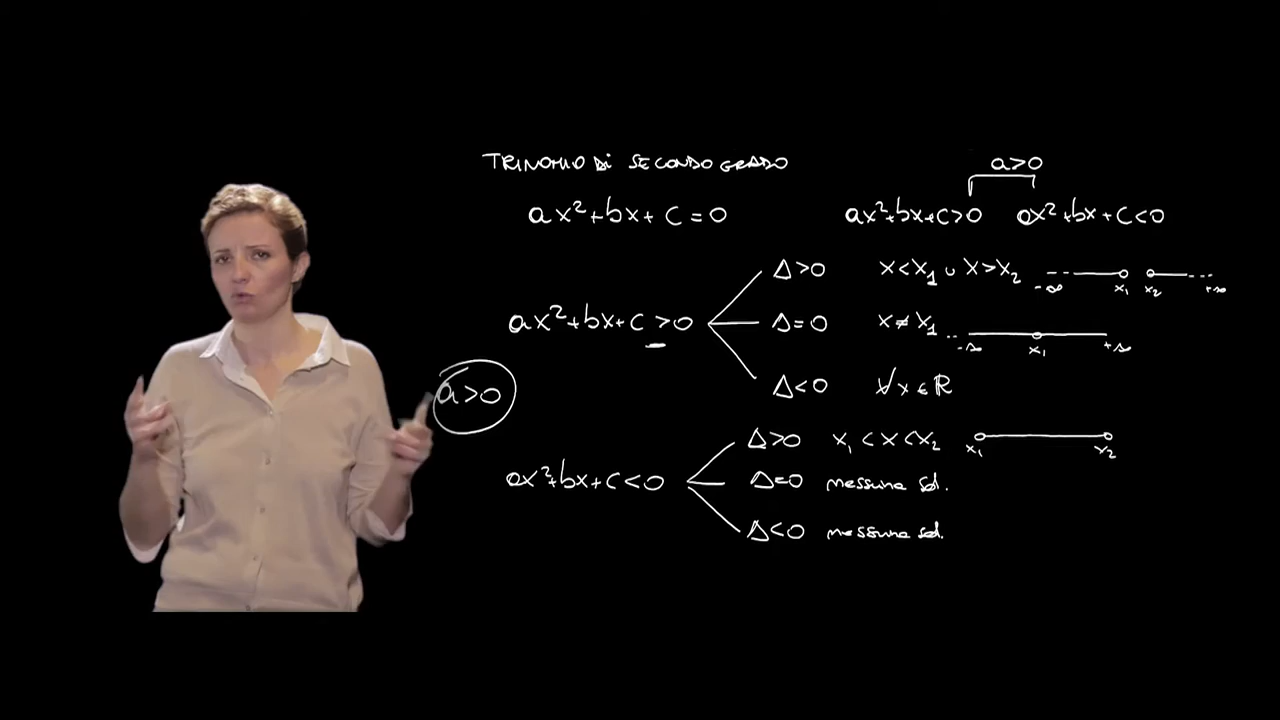 TRINOMIO DI SECONDO GRADO
a>0
ax²+bx+c=0
ax²+bx+c>0 ax²+bx+c<0
Δ>0 x<x₁ ∪ x>x₂ -∞ x₁ x₂ +∞
ax²+bx+c>0
Δ=0 x≠x₁ -∞ x₁ +∞
Δ<0 ∀x∈ℝ
a>0
Δ>0 x₁<x<x₂ x₁ x₂
ax²+bx+c<0
Δ=0 nessuna sol.
Δ<0 nessuna sol.